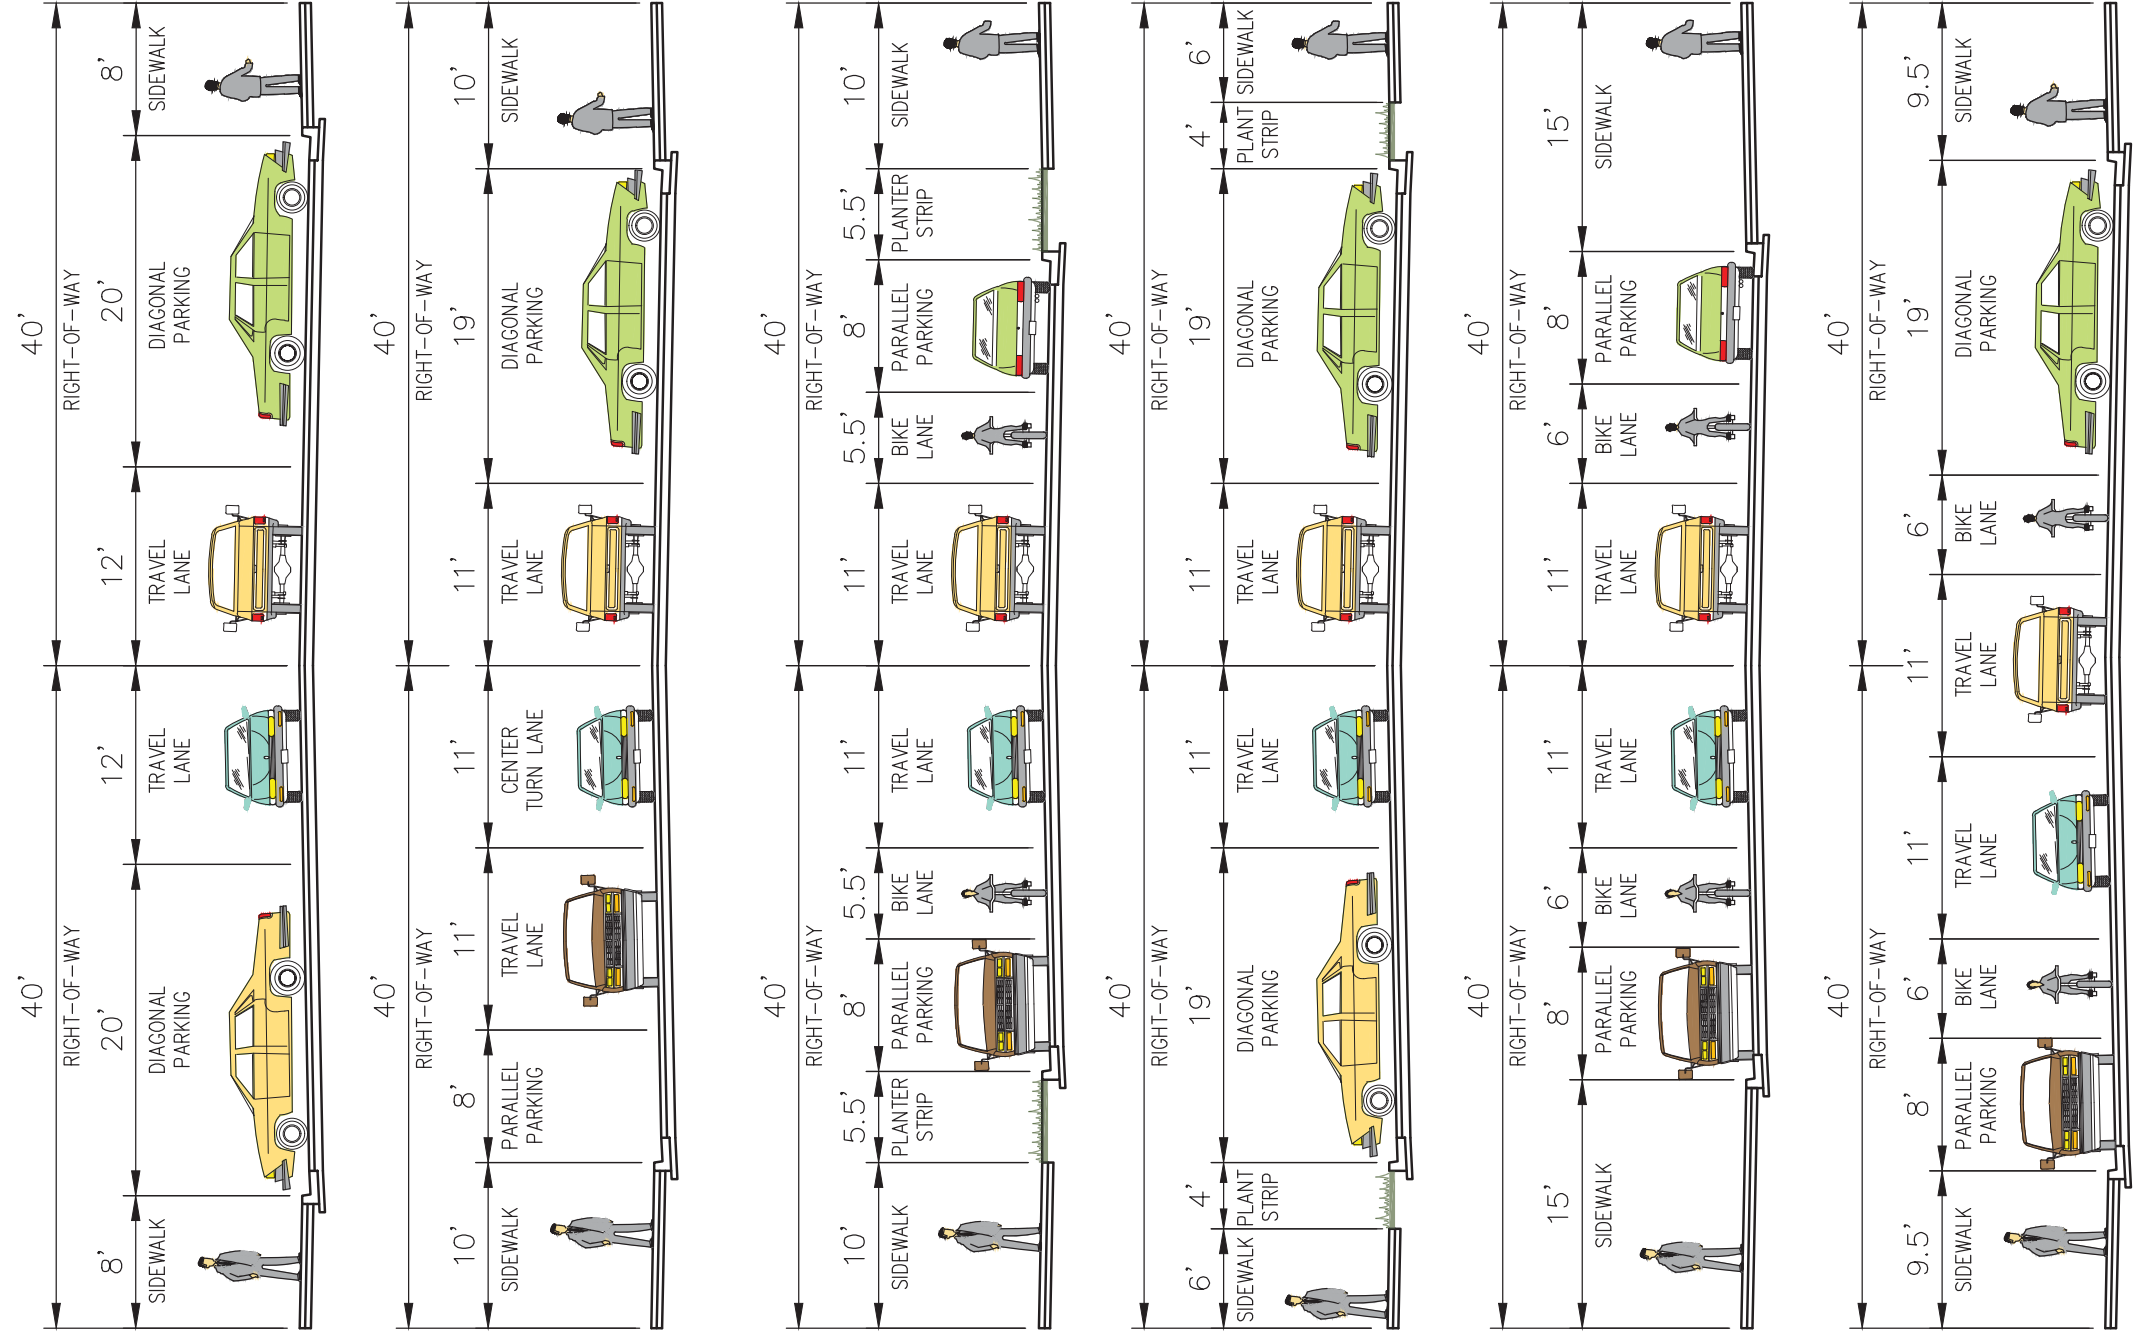 40'
40'
RIGHT-OF-WAY
RIGHT-OF-WAY
8'
20'
12'
12'
20'
8'
SIDEWALK
DIAGONAL
PARKING
TRAVEL
LANE
TRAVEL
LANE
DIAGONAL
PARKING
SIDEWALK
40'
40'
RIGHT-OF-WAY
RIGHT-OF-WAY
10'
8'
11'
11'
11'
19'
10'
SIDEWALK
PARALLEL
PARKING
TRAVEL
LANE
CENTER
TURN LANE
TRAVEL
LANE
DIAGONAL
PARKING
SIDEWALK
40'
40'
RIGHT-OF-WAY
RIGHT-OF-WAY
10'
5.5'
8'
5.5'
11'
11'
5.5'
8'
5.5'
10'
SIDEWALK
PLANTER
STRIP
PARALLEL
PARKING
BIKE
LANE
TRAVEL
LANE
TRAVEL
LANE
BIKE
LANE
PARALLEL
PARKING
PLANTER
STRIP
SIDEWALK
40'
40'
RIGHT-OF-WAY
RIGHT-OF-WAY
6'
4'
19'
11'
11'
19'
4'
6'
SIDEWALK
PLANT
STRIP
DIAGONAL
PARKING
TRAVEL
LANE
TRAVEL
LANE
DIAGONAL
PARKING
PLANT
STRIP
SIDEWALK
40'
40'
RIGHT-OF-WAY
RIGHT-OF-WAY
15'
8'
6'
11'
11'
6'
8'
15'
SIDEWALK
PARALLEL
PARKING
BIKE
LANE
TRAVEL
LANE
TRAVEL
LANE
BIKE
LANE
PARALLEL
PARKING
SIDEWALK
40'
40'
RIGHT-OF-WAY
RIGHT-OF-WAY
9.5'
8'
6'
11'
11'
6'
19'
9.5'
SIDEWALK
PARALLEL
PARKING
BIKE
LANE
TRAVEL
LANE
TRAVEL
LANE
BIKE
LANE
DIAGONAL
PARKING
SIDEWALK